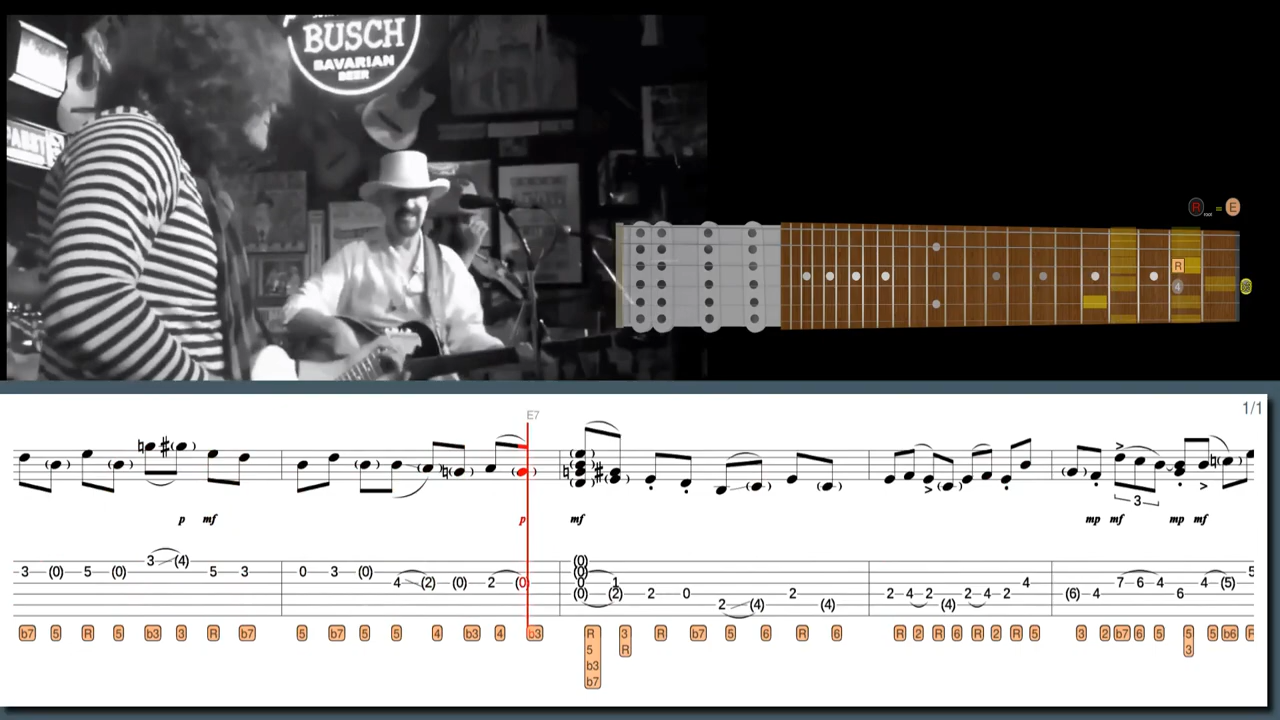 BUSCH
BAVARIAN
BEER
PABST
R = E
R
4
1/1
E7
p mf p mf mp mf mp mf
3
3 (4) (0)
3 (0) 5 (0) 5 3 0 3 (0) (0) 5
4 (2) (0) 2 (0 0 1 4 7 6 4 4 (5)
(0) (2) 2 0 2 2 4 2 2 4 2 (6) 4 6
2 (4) (4) (4)
b7 5 R 5 b3 3 R b7 5 b7 5 5 4 b3 4 b3 R 3 R b7 5 6 R 6 R 2 R 6 R 2 R 5 3 2 b7 6 5 5 5 b6 R
5 R 3
b3
b7